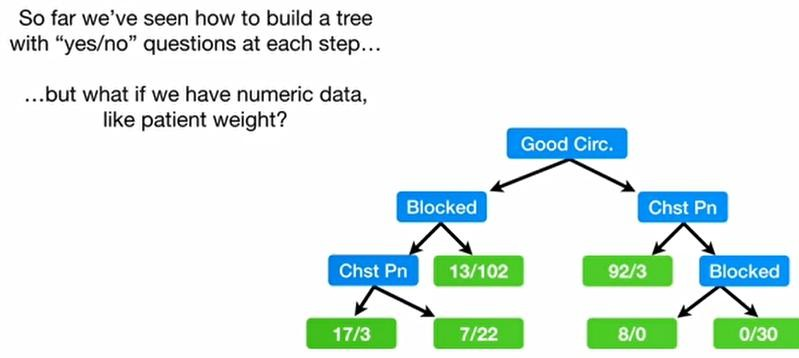 So far we’ve seen how to build a tree
with “yes/no” questions at each step…
…but what if we have numeric data,
like patient weight?
Good Circ.
Blocked
Chst Pn
Chst Pn
13/102
92/3
Blocked
17/3
7/22
8/0
0/30